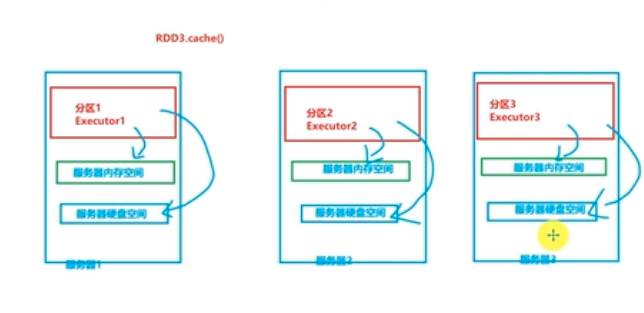 RDD3.cache()
分区1
Executor1
服务器内存空间
服务器硬盘空间
服务器1
分区2
Executor2
服务器内存空间
服务器硬盘空间
服务器2
分区3
Executor3
服务器内存空间
服务器硬盘空间
服务器3